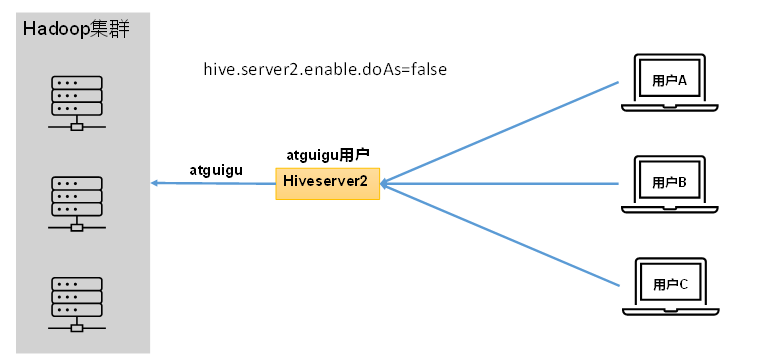 Hadoop集群
hive.server2.enable.doAs=false
用户A
atguigu用户
atguigu
Hiveserver2
用户B
用户C